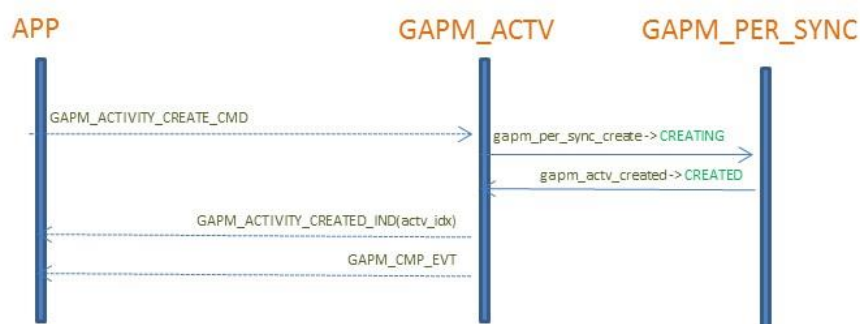 APP GAPM_ACTV GAPM_PER_SYNC
GAPM_ACTIVITY_CREATE_CMD
gapm_per_sync_create -> CREATING
gapm_actv_created -> CREATED
GAPM_ACTIVITY_CREATED_IND(actv_idx)
GAPM_CMP_EVT